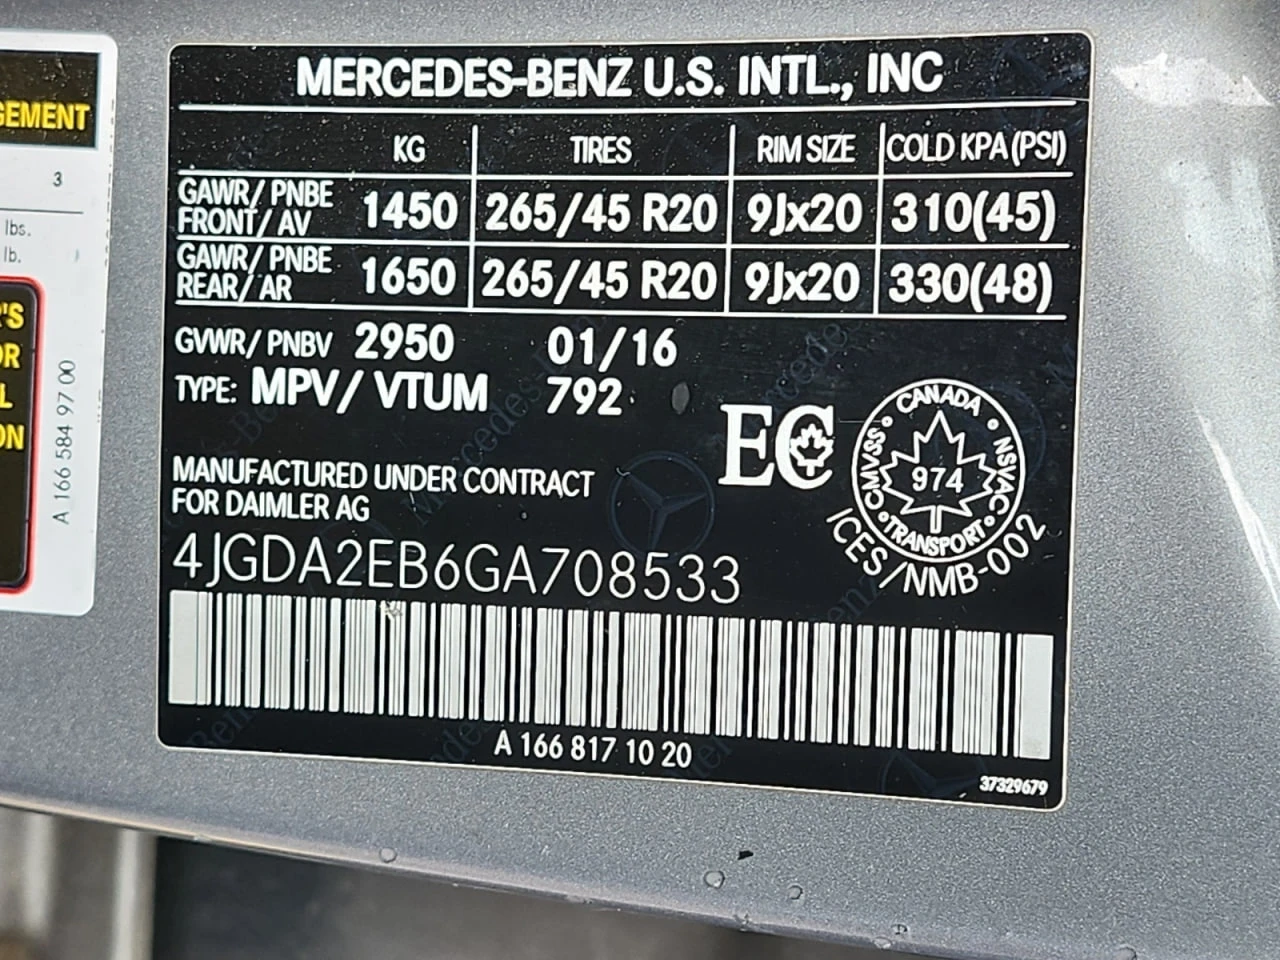 MERCEDES-BENZ U.S. INTL., INC
KG TIRES RIM SIZE COLD KPA (PSI)
GAWR/ PNBE FRONT/ AV 1450 265/45 R20 9Jx20 310(45)
GAWR/ PNBE REAR/ AR 1650 265/45 R20 9Jx20 330(48)
GVWR/ PNBV 2950 01/16
TYPE: MPV/ VTUM 792
EC
CANADA
CMVSS NSVAC
974
TRANSPORT
ICES/NMB-002
MANUFACTURED UNDER CONTRACT
FOR DAIMLER AG
4JGDA2EB6GA708533
A 166 817 10 20
37329679
3
lbs.
lb.
A 166 584 97 00